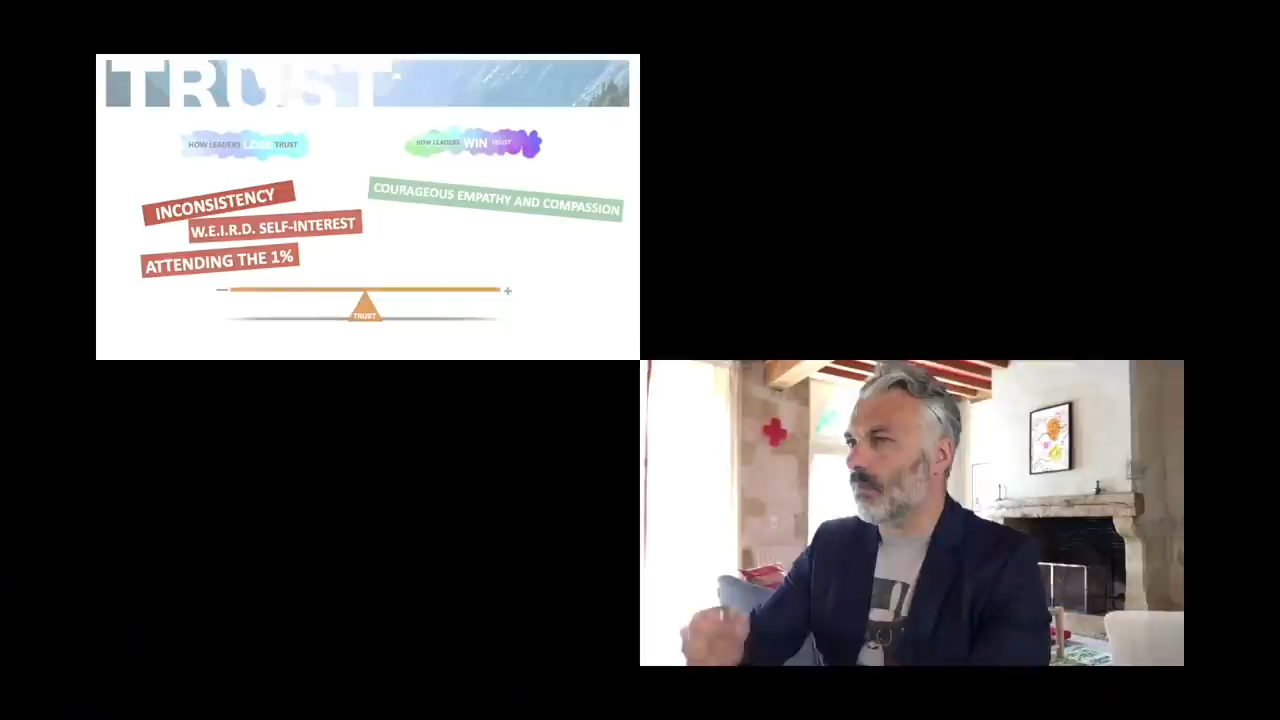 TRUST
HOW LEADERS LOSE TRUST
HOW LEADERS WIN TRUST
INCONSISTENCY
COURAGEOUS EMPATHY AND COMPASSION
W.E.I.R.D. SELF-INTEREST
ATTENDING THE 1%
— +
TRUST